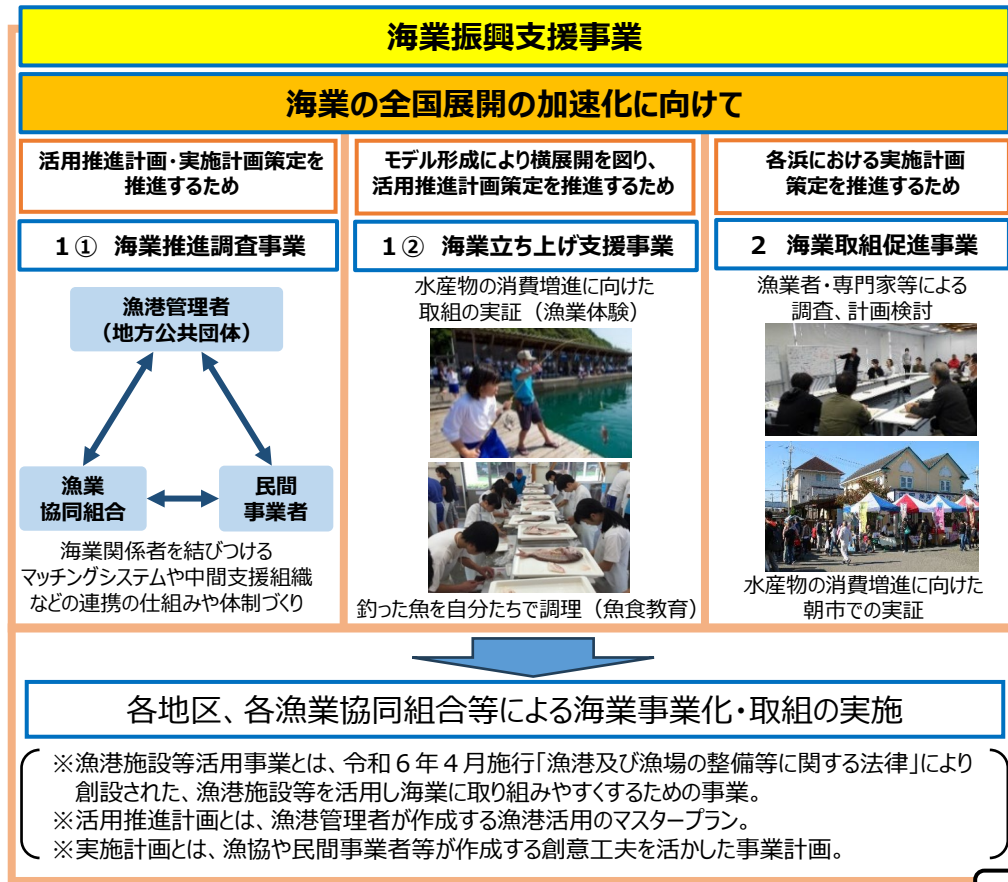 海業振興支援事業
海業の全国展開の加速化に向けて
活用推進計画・実施計画策定を
推進するため
1① 海業推進調査事業
漁港管理者
（地方公共団体）
漁業
協同組合
民間
事業者
海業関係者を結びつける
マッチングシステムや中間支援組織
などの連携の仕組みや体制づくり
モデル形成により横展開を図り、
活用推進計画策定を推進するため
1② 海業立ち上げ支援事業
水産物の消費増進に向けた
取組の実証（漁業体験）
釣った魚を自分たちで調理（魚食教育）
各浜における実施計画
策定を推進するため
2 海業取組促進事業
漁業者・専門家等による
調査、計画検討
水産物の消費増進に向けた
朝市での実証
各地区、各漁業協同組合等による海業事業化・取組の実施
※漁港施設等活用事業とは、令和６年４月施行「漁港及び漁場の整備等に関する法律」により
創設された、漁港施設等を活用し海業に取り組みやすくするための事業。
※活用推進計画とは、漁港管理者が作成する漁港活用のマスタープラン。
※実施計画とは、漁協や民間事業者等が作成する創意工夫を活かした事業計画。